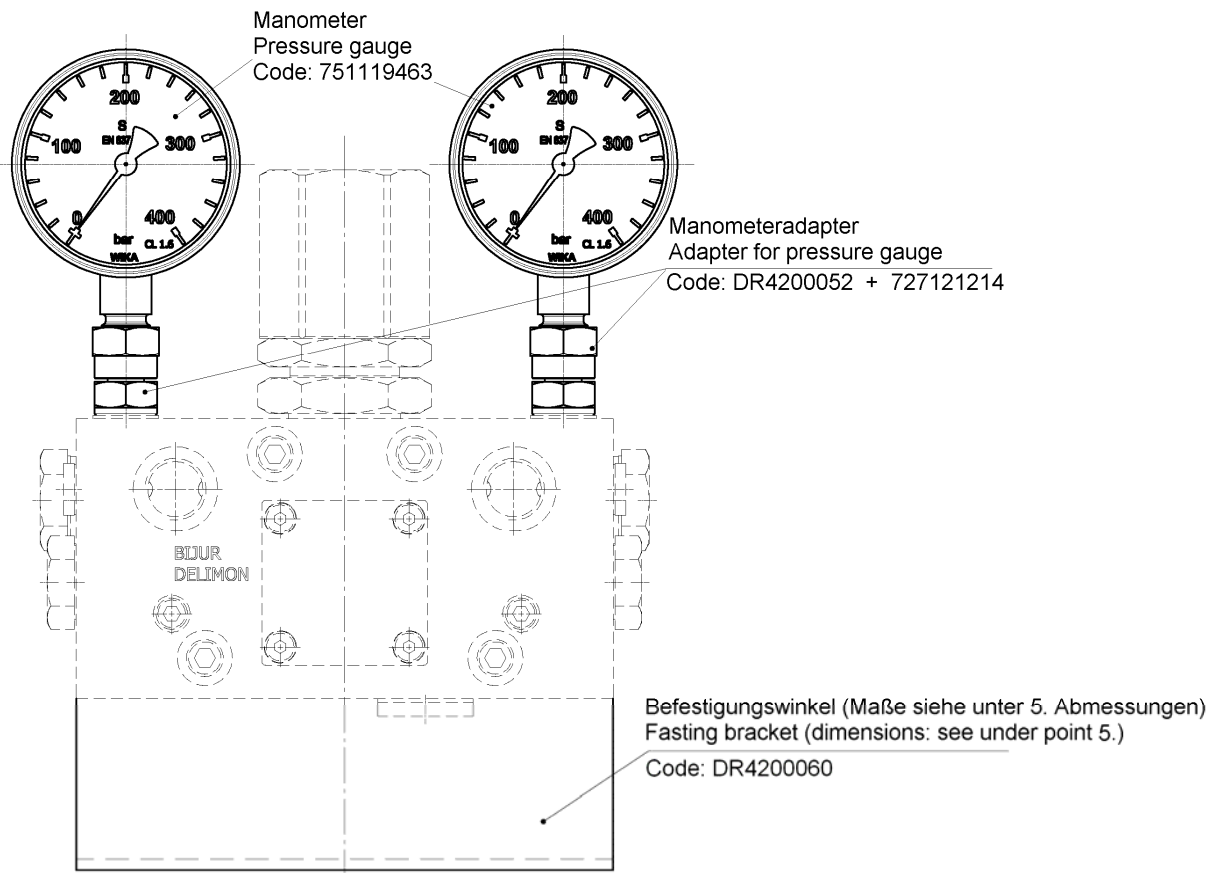 Manometer
Pressure gauge
Code: 751119463
200
S
EN 837
100
300
0
400
bar
CL 1.6
WIKA
200
S
EN 837
100
300
0
400
bar
CL 1.6
WIKA
Manometeradapter
Adapter for pressure gauge
Code: DR4200052 + 727121214
BIJUR
DELIMON
Befestigungswinkel (Maße siehe unter 5. Abmessungen)
Fasting bracket (dimensions: see under point 5.)
Code: DR4200060